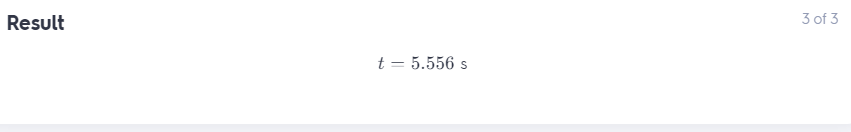 Result
3 of 3
t = 5.556 s